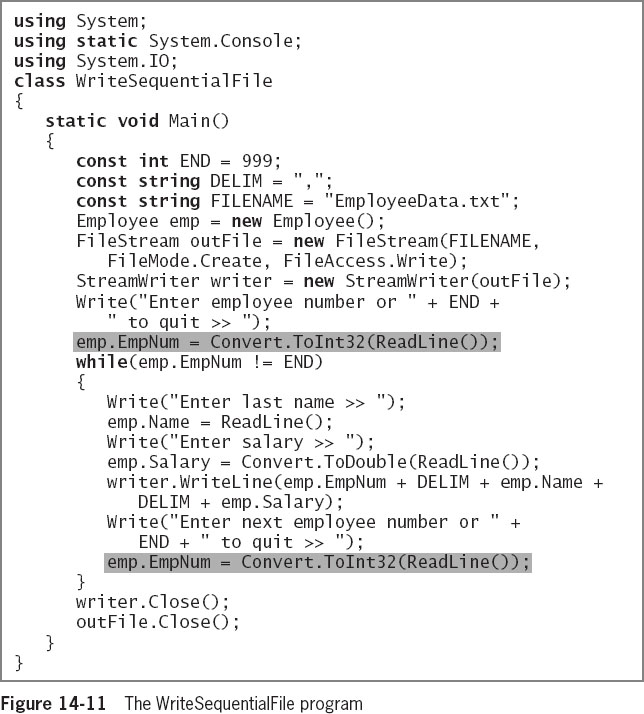 using System;
using static System.Console;
using System.IO;
class WriteSequentialFile
{
static void Main()
{
const int END = 999;
const string DELIM = ",";
const string FILENAME = "EmployeeData.txt";
Employee emp = new Employee();
FileStream outFile = new FileStream(FILENAME,
FileMode.Create, FileAccess.Write);
StreamWriter writer = new StreamWriter(outFile);
Write("Enter employee number or " + END +
" to quit >> ");
emp.EmpNum = Convert.ToInt32(ReadLine());
while(emp.EmpNum != END)
{
Write("Enter last name >> ");
emp.Name = ReadLine();
Write("Enter salary >> ");
emp.Salary = Convert.ToDouble(ReadLine());
writer.WriteLine(emp.EmpNum + DELIM + emp.Name +
DELIM + emp.Salary);
Write("Enter next employee number or " +
END + " to quit >> ");
emp.EmpNum = Convert.ToInt32(ReadLine());
}
writer.Close();
outFile.Close();
}
}
Figure 14-11 The WriteSequentialFile program